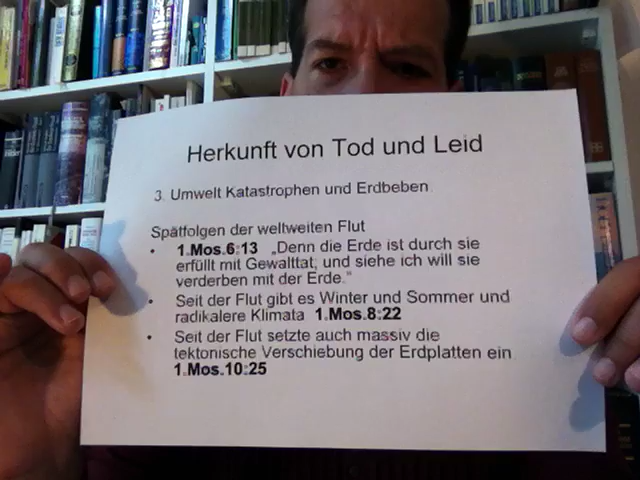 Herkunft von Tod und Leid
3. Umwelt Katastrophen und Erdbeben
Spätfolgen der weltweiten Flut
• 1.Mos.6:13 „Denn die Erde ist durch sie
erfüllt mit Gewalttat, und siehe ich will sie
verderben mit der Erde.“
• Seit der Flut gibt es Winter und Sommer und
radikalere Klimata 1.Mos.8:22
• Seit der Flut setzte auch massiv die
tektonische Verschiebung der Erdplatten ein
1.Mos.10:25